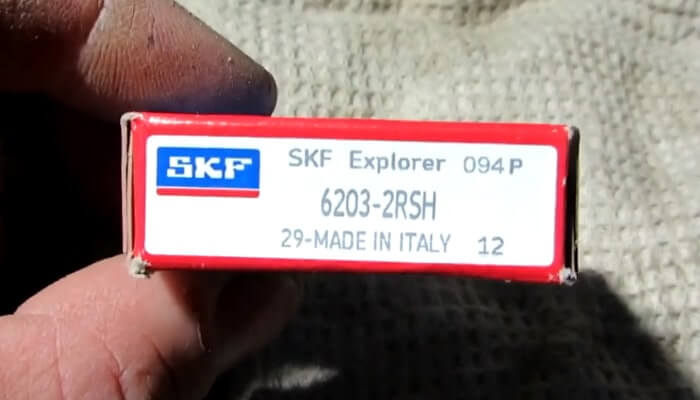 SKF
SKF Explorer 094P
6203-2RSH
29-MADE IN ITALY 12